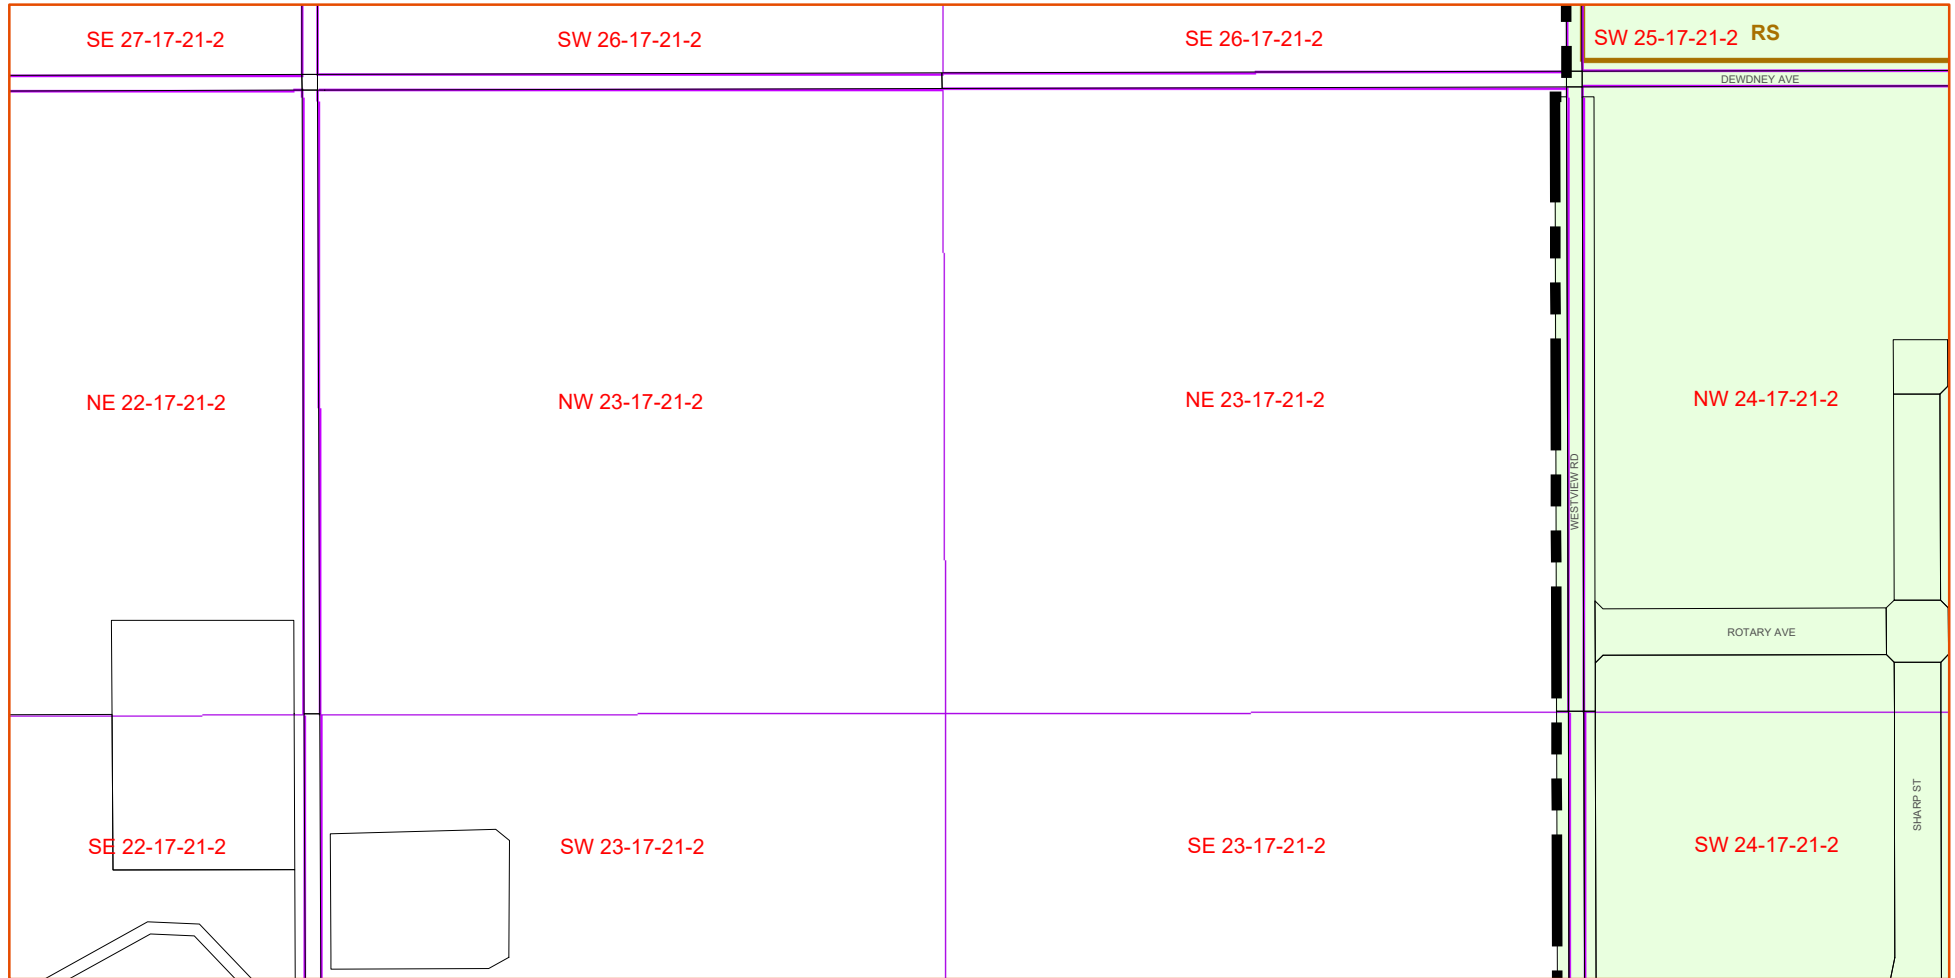 SE 27-17-21-2
SW 26-17-21-2
SE 26-17-21-2
SW 25-17-21-2
RS
DEWDNEY AVE
NE 22-17-21-2
NW 23-17-21-2
NE 23-17-21-2
NW 24-17-21-2
WESTVIEW RD
ROTARY AVE
SHARP ST
SE 22-17-21-2
SW 23-17-21-2
SE 23-17-21-2
SW 24-17-21-2